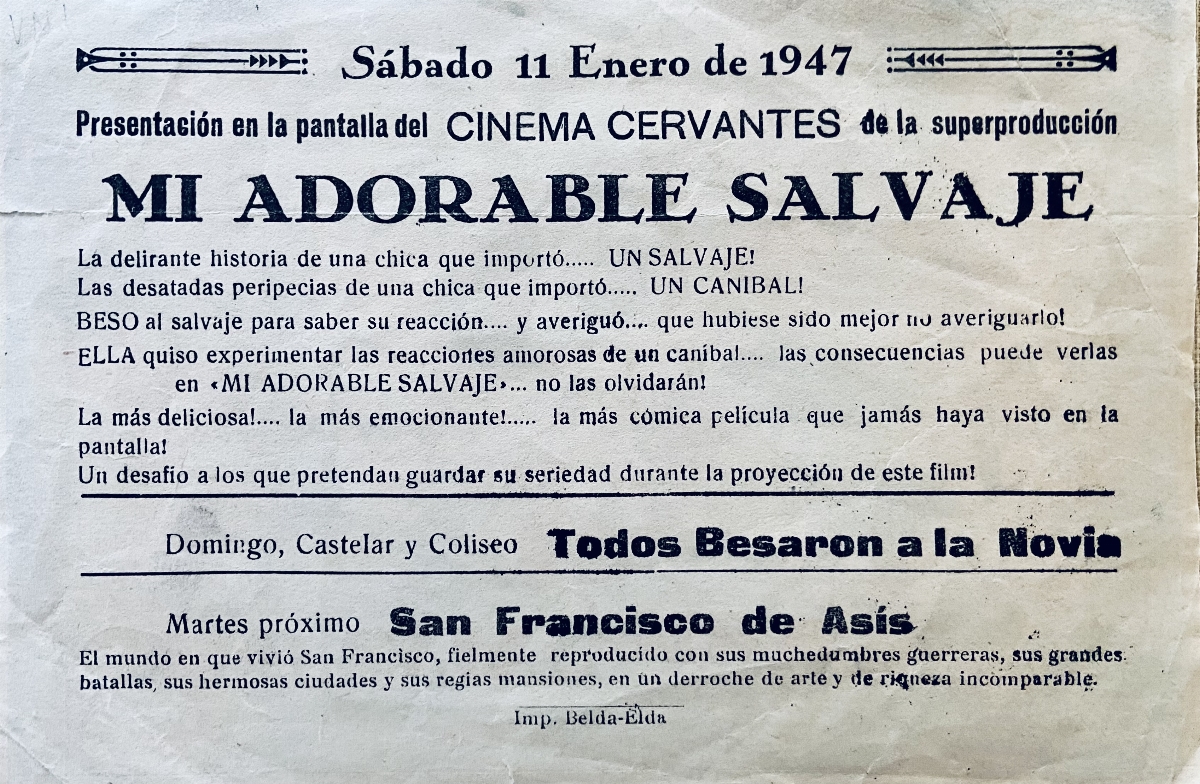 Sábado 11 Enero de 1947
Presentación en la pantalla del CINEMA CERVANTES de la superproducción
MI ADORABLE SALVAJE
La delirante historia de una chica que importó..... UN SALVAJE!
Las desatadas peripecias de una chica que importó..... UN CANIBAL!
BESO al salvaje para saber su reacción.... y averiguó.... que hubiese sido mejor no averiguarlo!
ELLA quiso experimentar las reacciones amorosas de un caníbal.... las consecuencias puede verlas
en «MI ADORABLE SALVAJE»... no las olvidarán!
La más deliciosa!.... la más emocionante!..... la más cómica película que jamás haya visto en la
pantalla!
Un desafío a los que pretendan guardar su seriedad durante la proyección de este film!
Domingo, Castelar y Coliseo Todos Besaron a la Novia
Martes próximo San Francisco de Asís
El mundo en que vivió San Francisco, fielmente reproducido con sus muchedumbres guerreras, sus grandes
batallas, sus hermosas ciudades y sus regias mansiones, en un derroche de arte y de riqueza incomparable.
Imp. Belda-Elda